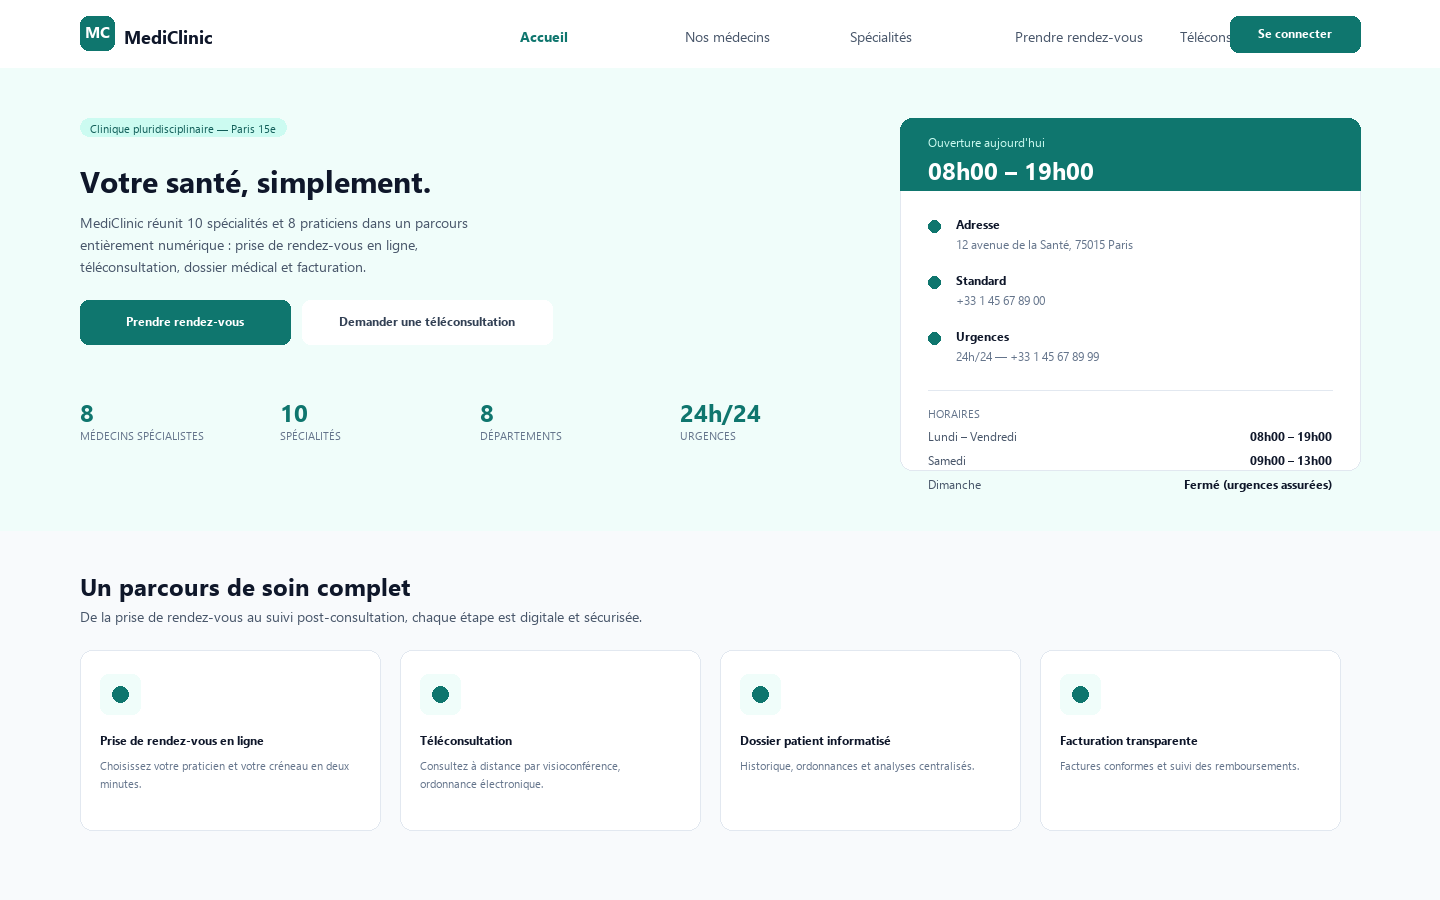 MC MediClinic
Accueil
Nos médecins
Spécialités
Prendre rendez-vous
Télécons
Se connecter
Clinique pluridisciplinaire — Paris 15e
Votre santé, simplement.
MediClinic réunit 10 spécialités et 8 praticiens dans un parcours
entièrement numérique : prise de rendez-vous en ligne,
téléconsultation, dossier médical et facturation.
Prendre rendez-vous
Demander une téléconsultation
8
MÉDECINS SPÉCIALISTES
10
SPÉCIALITÉS
8
DÉPARTEMENTS
24h/24
URGENCES
Ouverture aujourd'hui
08h00 – 19h00
Adresse
12 avenue de la Santé, 75015 Paris
Standard
+33 1 45 67 89 00
Urgences
24h/24 — +33 1 45 67 89 99
HORAIRES
Lundi – Vendredi 08h00 – 19h00
Samedi 09h00 – 13h00
Dimanche Fermé (urgences assurées)
Un parcours de soin complet
De la prise de rendez-vous au suivi post-consultation, chaque étape est digitale et sécurisée.
Prise de rendez-vous en ligne
Choisissez votre praticien et votre créneau en deux
minutes.
Téléconsultation
Consultez à distance par visioconférence,
ordonnance électronique.
Dossier patient informatisé
Historique, ordonnances et analyses centralisés.
Facturation transparente
Factures conformes et suivi des remboursements.